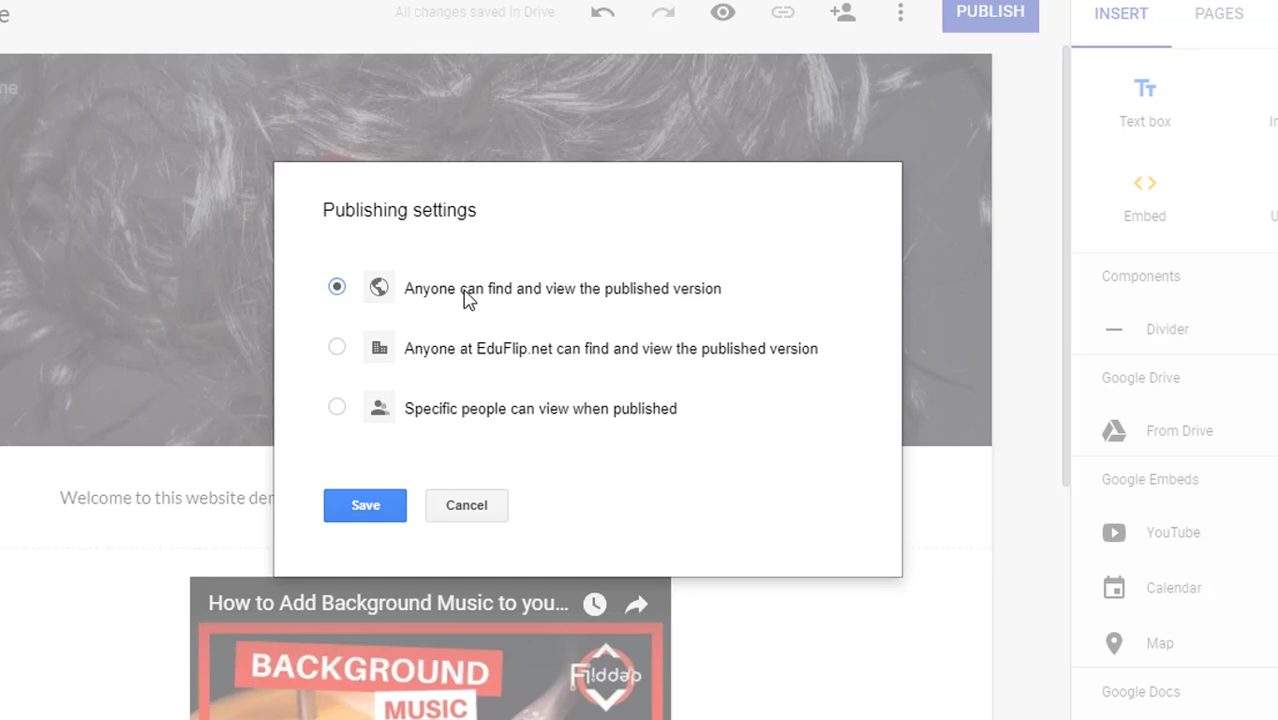 e
All changes saved in Drive
PUBLISH
INSERT
PAGES
me
Text box
Embed
Components
Divider
Google Drive
From Drive
Google Embeds
YouTube
Calendar
Map
Google Docs
Publishing settings
Anyone can find and view the published version
Anyone at EduFlip.net can find and view the published version
Specific people can view when published
Save
Cancel
Welcome to this website der
How to Add Background Music to you...
BACKGROUND
MUSIC